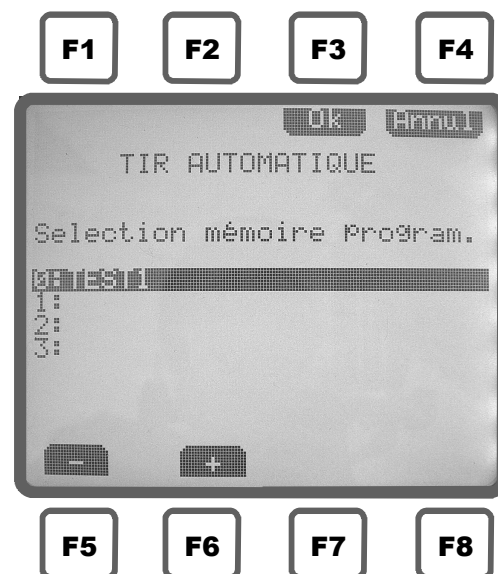 F1 F2 F3 F4
Ok Annul
TIR AUTOMATIQUE
Selection mémoire Program.
0:TEST1
1:
2:
3:
- +
F5 F6 F7 F8